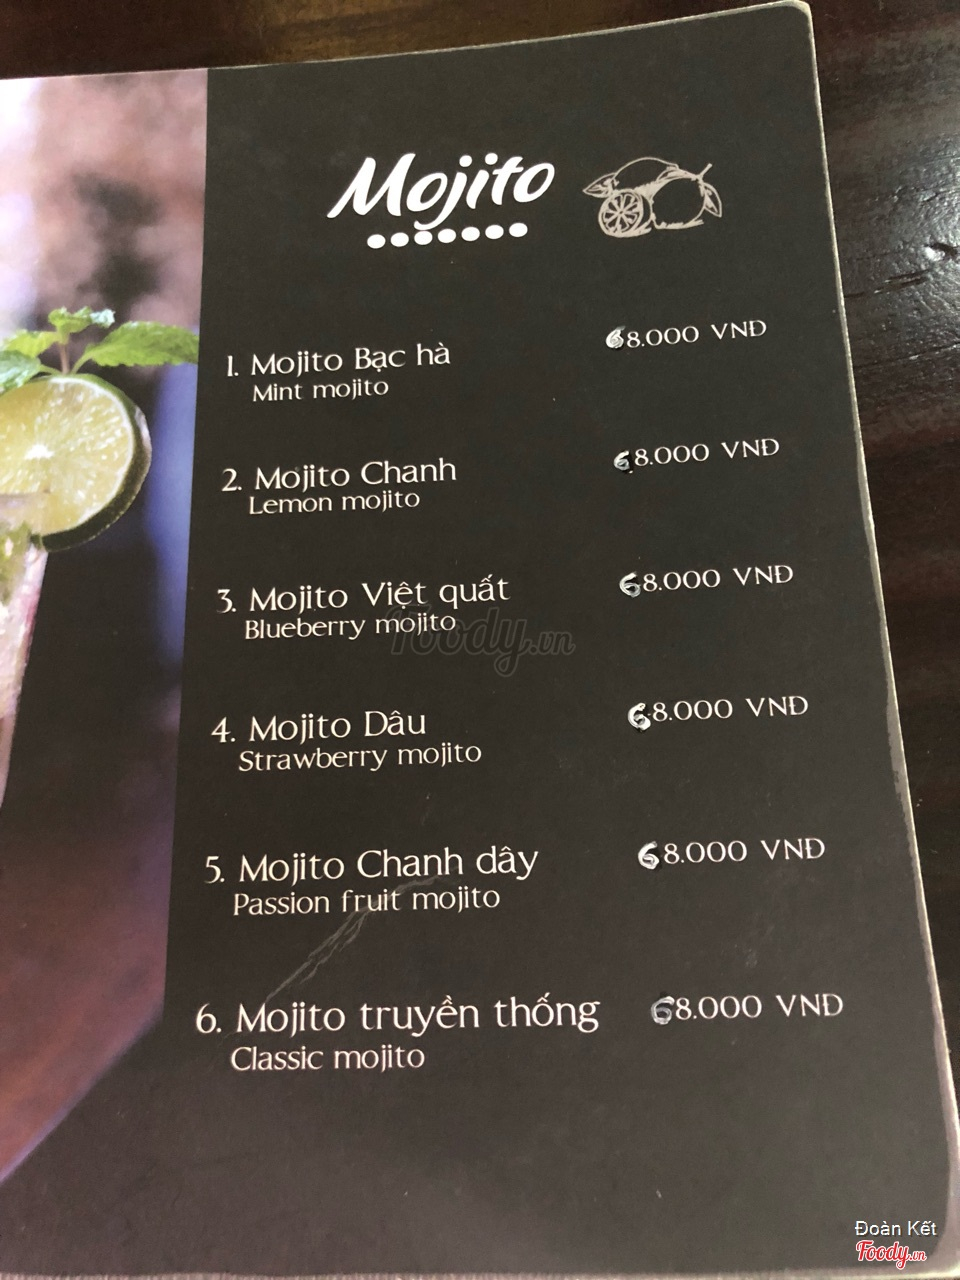 Mojito
1. Mojito Bạc hà 68.000 VNĐ
Mint mojito
2. Mojito Chanh 68.000 VNĐ
Lemon mojito
3. Mojito Việt quất 68.000 VNĐ
Blueberry mojito
Foody.vn
4. Mojito Dâu 68.000 VNĐ
Strawberry mojito
5. Mojito Chanh dây 68.000 VNĐ
Passion fruit mojito
6. Mojito truyền thống 68.000 VNĐ
Classic mojito
Đoàn Kết
Foody.vn